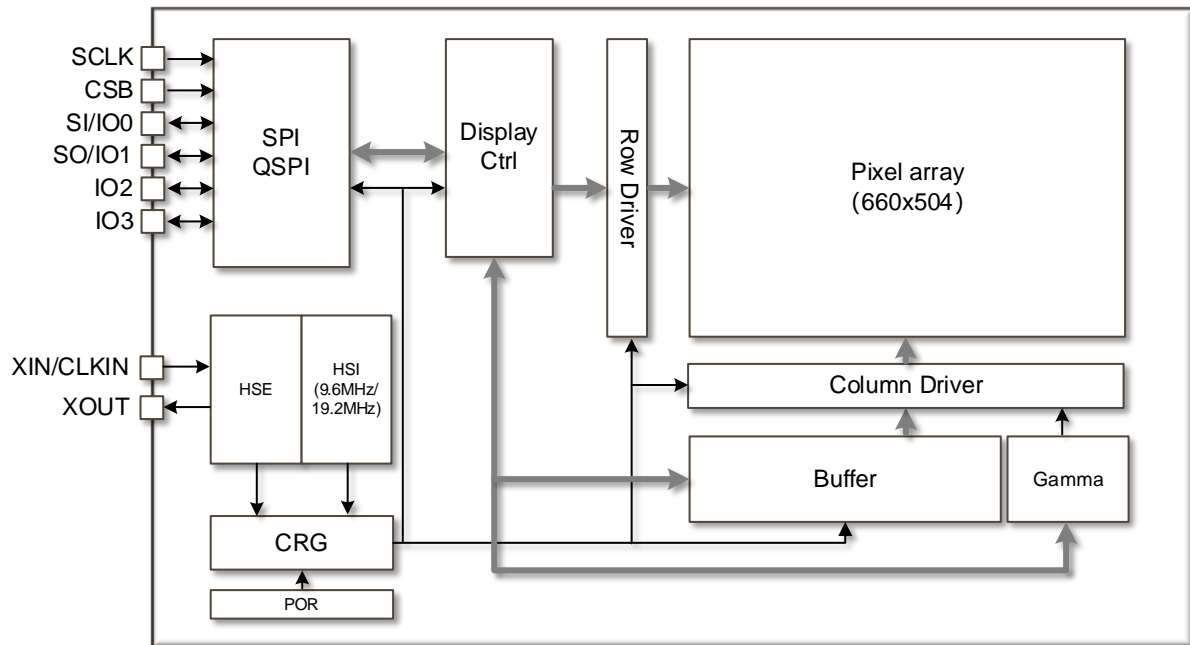 SCLK
CSB
SI/IO0
SO/IO1
IO2
IO3
SPI
QSPI
Display
Ctrl
Row Driver
Pixel array
(660x504)
XIN/CLKIN
XOUT
HSE
HSI
(9.6MHz/
19.2MHz)
Column Driver
Buffer
Gamma
CRG
POR